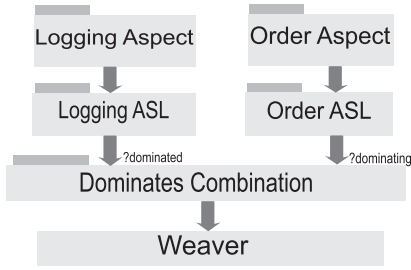 Logging Aspect
Order Aspect
Logging ASL
Order ASL
?dominated
?dominating
Dominates Combination
Weaver